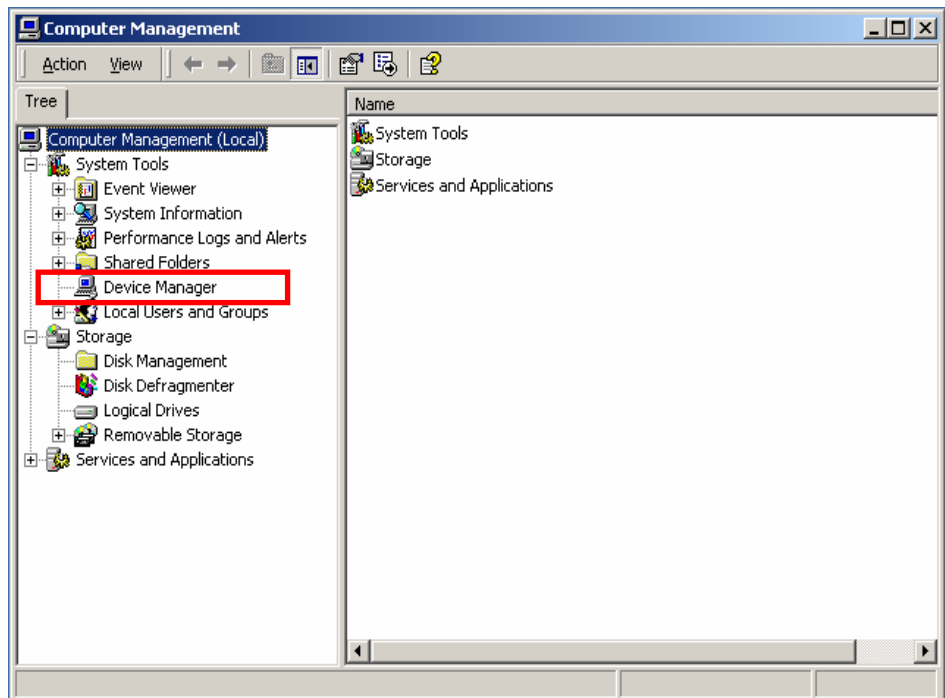 Computer Management
Action View
Tree
Name
Computer Management (Local)
System Tools
Event Viewer
System Information
Performance Logs and Alerts
Shared Folders
Device Manager
Local Users and Groups
Storage
Disk Management
Disk Defragmenter
Logical Drives
Removable Storage
Services and Applications
System Tools
Storage
Services and Applications